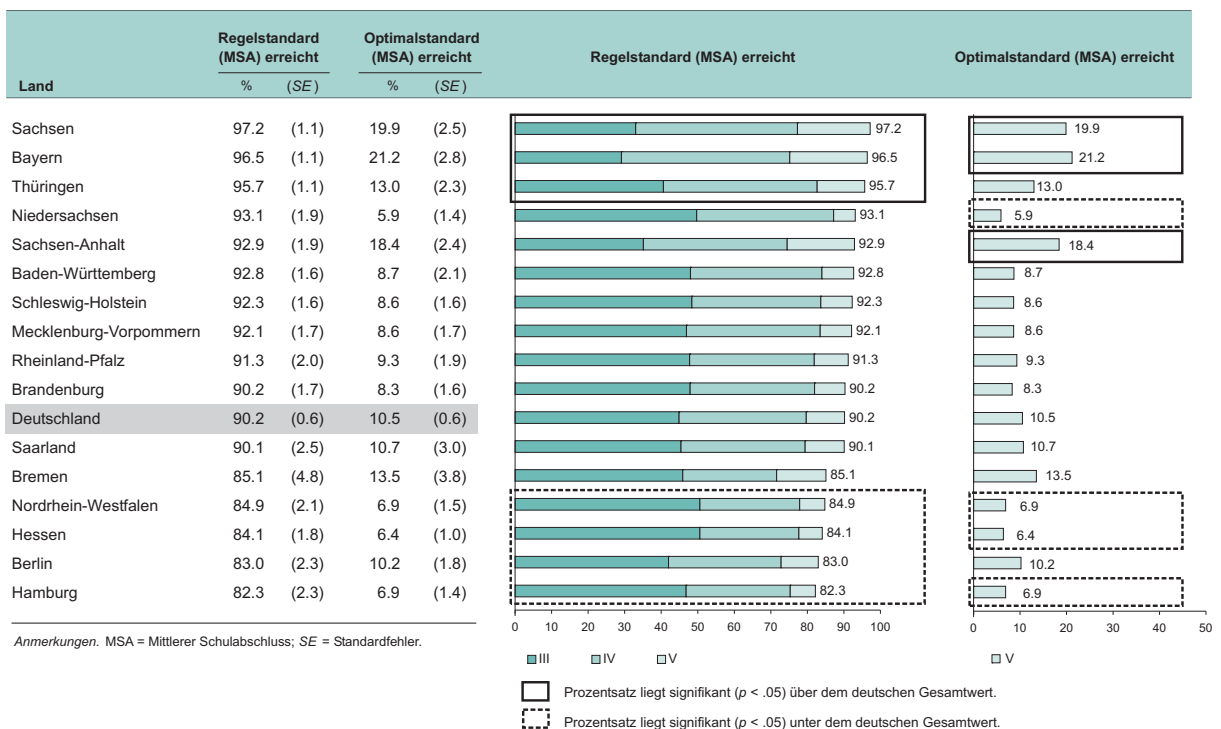 Regelstandard Optimalstandard
(MSA) erreicht (MSA) erreicht Regelstandard (MSA) erreicht Optimalstandard (MSA) erreicht
Land % (SE) % (SE)
Sachsen 97.2 (1.1) 19.9 (2.5) 97.2 19.9
Bayern 96.5 (1.1) 21.2 (2.8) 96.5 21.2
Thüringen 95.7 (1.1) 13.0 (2.3) 95.7 13.0
Niedersachsen 93.1 (1.9) 5.9 (1.4) 93.1 5.9
Sachsen-Anhalt 92.9 (1.9) 18.4 (2.4) 92.9 18.4
Baden-Württemberg 92.8 (1.6) 8.7 (2.1) 92.8 8.7
Schleswig-Holstein 92.3 (1.6) 8.6 (1.6) 92.3 8.6
Mecklenburg-Vorpommern 92.1 (1.7) 8.6 (1.7) 92.1 8.6
Rheinland-Pfalz 91.3 (2.0) 9.3 (1.9) 91.3 9.3
Brandenburg 90.2 (1.7) 8.3 (1.6) 90.2 8.3
Deutschland 90.2 (0.6) 10.5 (0.6) 90.2 10.5
Saarland 90.1 (2.5) 10.7 (3.0) 90.1 10.7
Bremen 85.1 (4.8) 13.5 (3.8) 85.1 13.5
Nordrhein-Westfalen 84.9 (2.1) 6.9 (1.5) 84.9 6.9
Hessen 84.1 (1.8) 6.4 (1.0) 84.1 6.4
Berlin 83.0 (2.3) 10.2 (1.8) 83.0 10.2
Hamburg 82.3 (2.3) 6.9 (1.4) 82.3 6.9
0 10 20 30 40 50 60 70 80 90 100 0 10 20 30 40 50
Anmerkungen. MSA = Mittlerer Schulabschluss; SE = Standardfehler.
III IV V V
Prozentsatz liegt signifikant (p < .05) über dem deutschen Gesamtwert.
Prozentsatz liegt signifikant (p < .05) unter dem deutschen Gesamtwert.